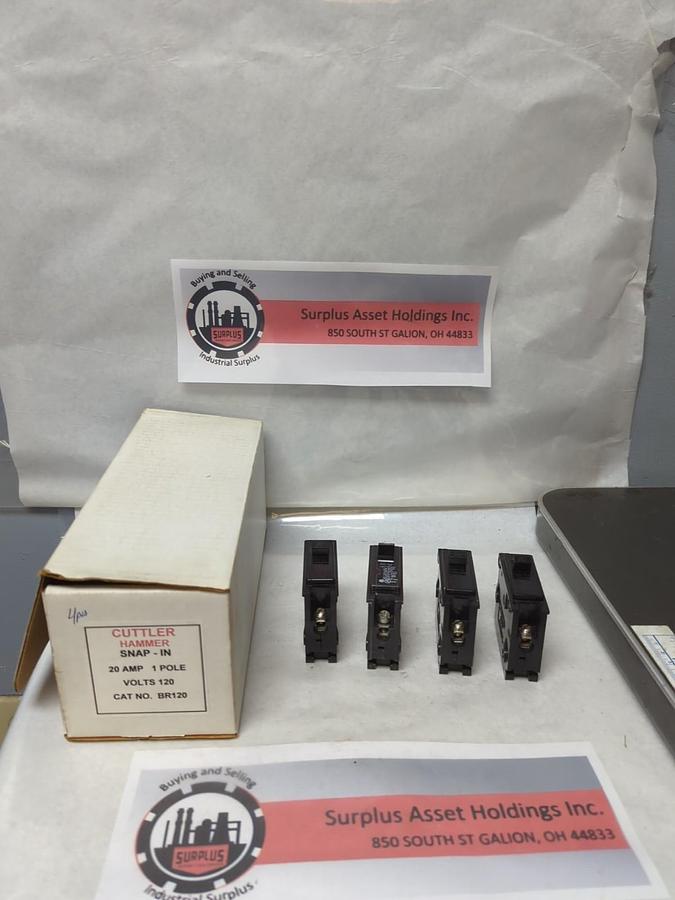 Buying and Selling
Surplus Asset Holdings Inc.
850 SOUTH ST GALION, OH 44833
SURPLUS
Industrial Surplus
4
CUTTLER
HAMMER
SNAP - IN
20 AMP 1 POLE
VOLTS 120
CAT NO. BR120
Buying and Selling
Surplus Asset Holdings Inc.
850 SOUTH ST GALION, OH 44833
SURPLUS
Industrial Surplus